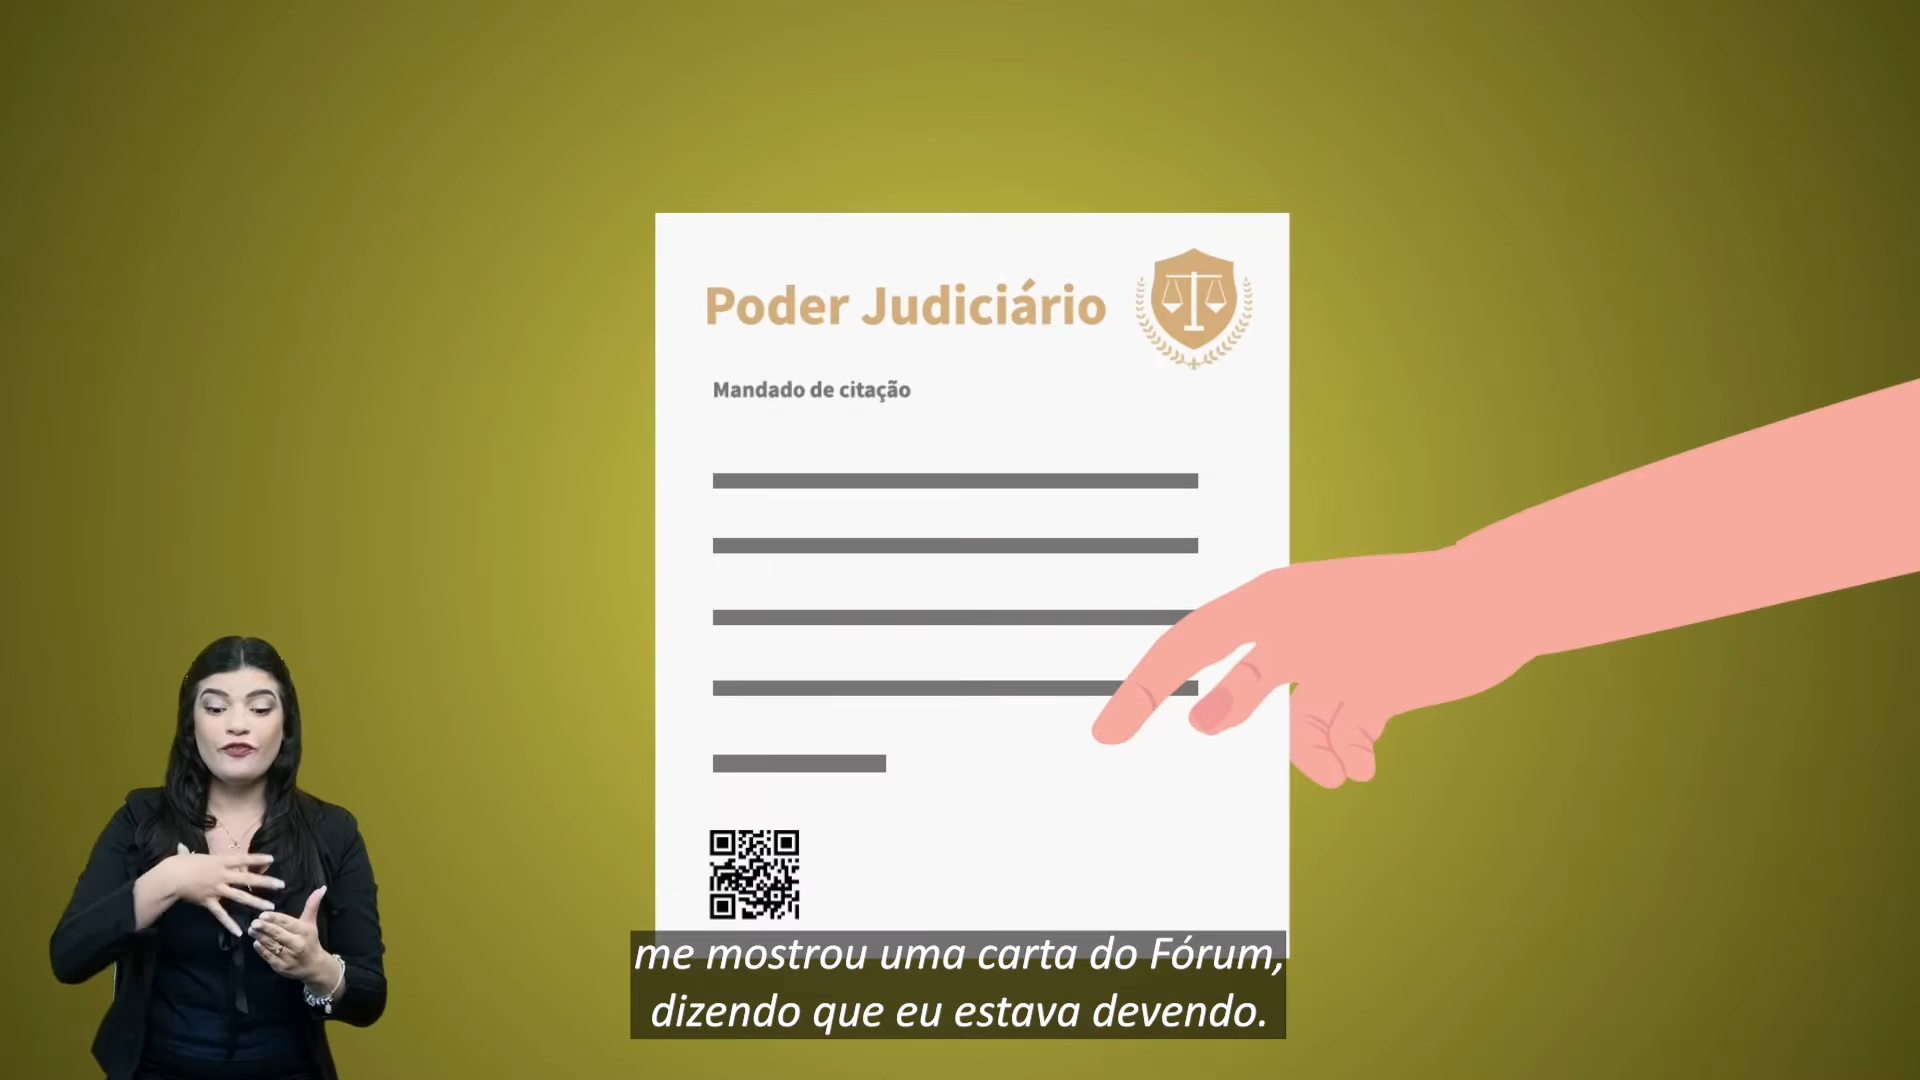 Poder Judiciário
Mandado de citação
me mostrou uma carta do Fórum,
dizendo que eu estava devendo.